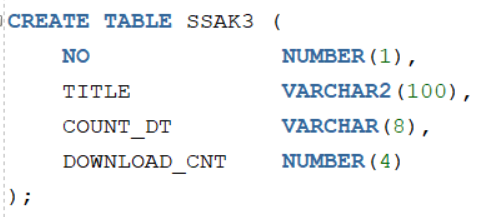 CREATE TABLE SSAK3 (
NO NUMBER(1),
TITLE VARCHAR2(100),
COUNT_DT VARCHAR(8),
DOWNLOAD_CNT NUMBER(4)
);